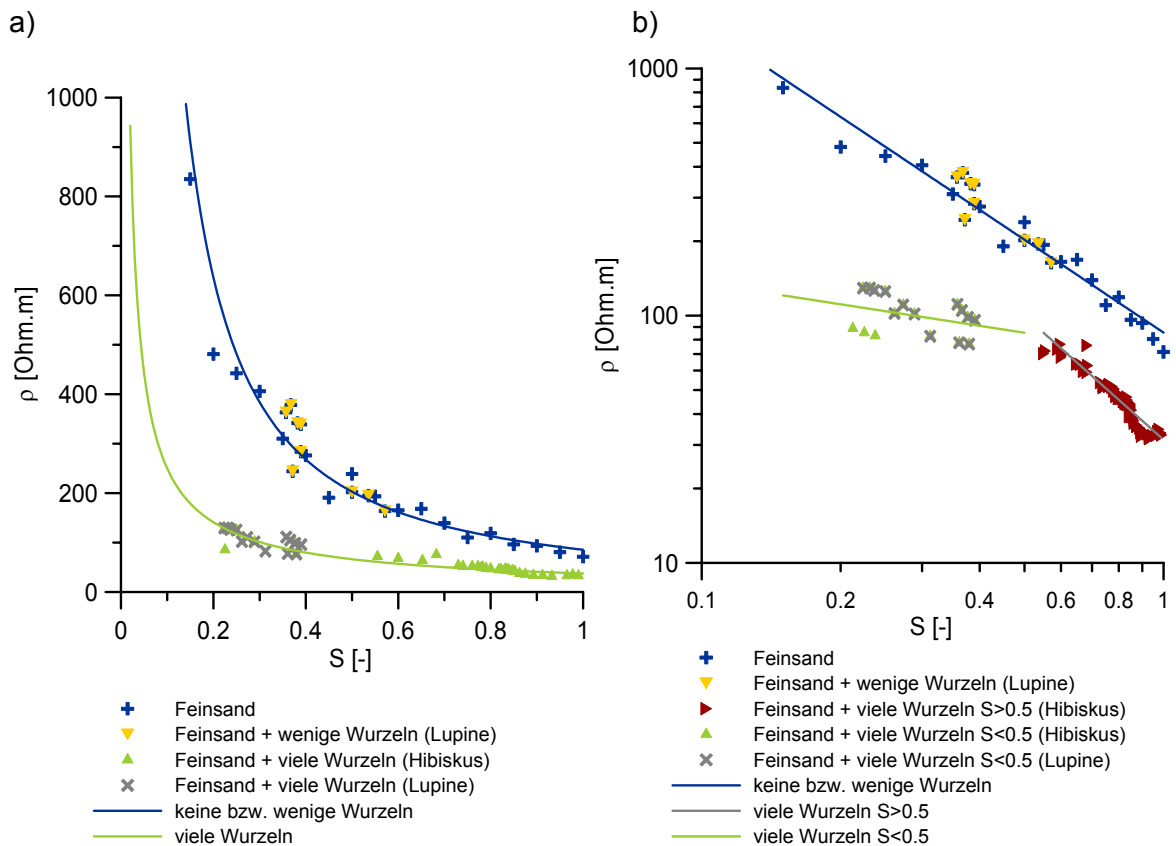 a)
1000
800
600
400
200
0
ρ [Ohm.m]
0 0.2 0.4 0.6 0.8 1
S [-]
Feinsand
Feinsand + wenige Wurzeln (Lupine)
Feinsand + viele Wurzeln (Hibiskus)
Feinsand + viele Wurzeln (Lupine)
keine bzw. wenige Wurzeln
viele Wurzeln
b)
1000
100
10
ρ [Ohm.m]
0.1 0.2 0.4 0.6 0.8 1
S [-]
Feinsand
Feinsand + wenige Wurzeln (Lupine)
Feinsand + viele Wurzeln S>0.5 (Hibiskus)
Feinsand + viele Wurzeln S<0.5 (Hibiskus)
Feinsand + viele Wurzeln S<0.5 (Lupine)
keine bzw. wenige Wurzeln
viele Wurzeln S>0.5
viele Wurzeln S<0.5